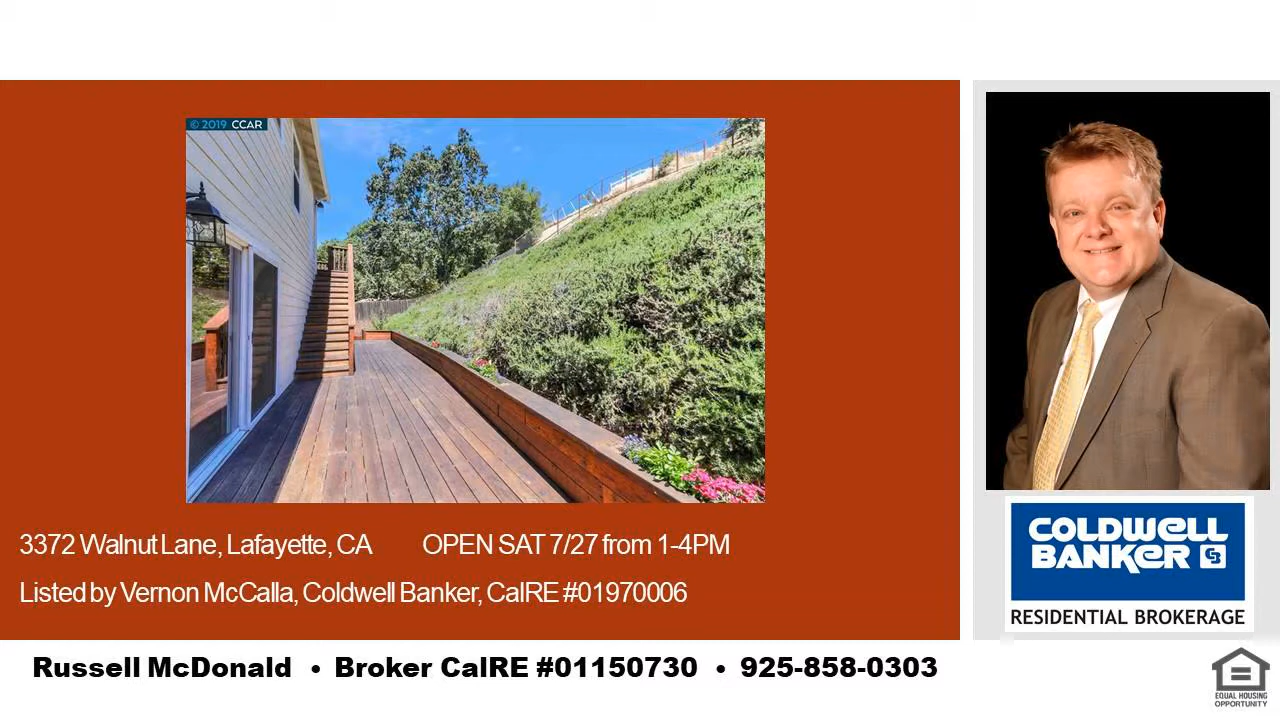 © 2019 CCAR
3372 Walnut Lane, Lafayette, CA OPEN SAT 7/27 from 1-4PM
Listed by Vernon McCalla, Coldwell Banker, CalRE #01970006
COLDWELL
BANKER CB
RESIDENTIAL BROKERAGE
Russell McDonald • Broker CalRE #01150730 • 925-858-0303
EQUAL HOUSING
OPPORTUNITY